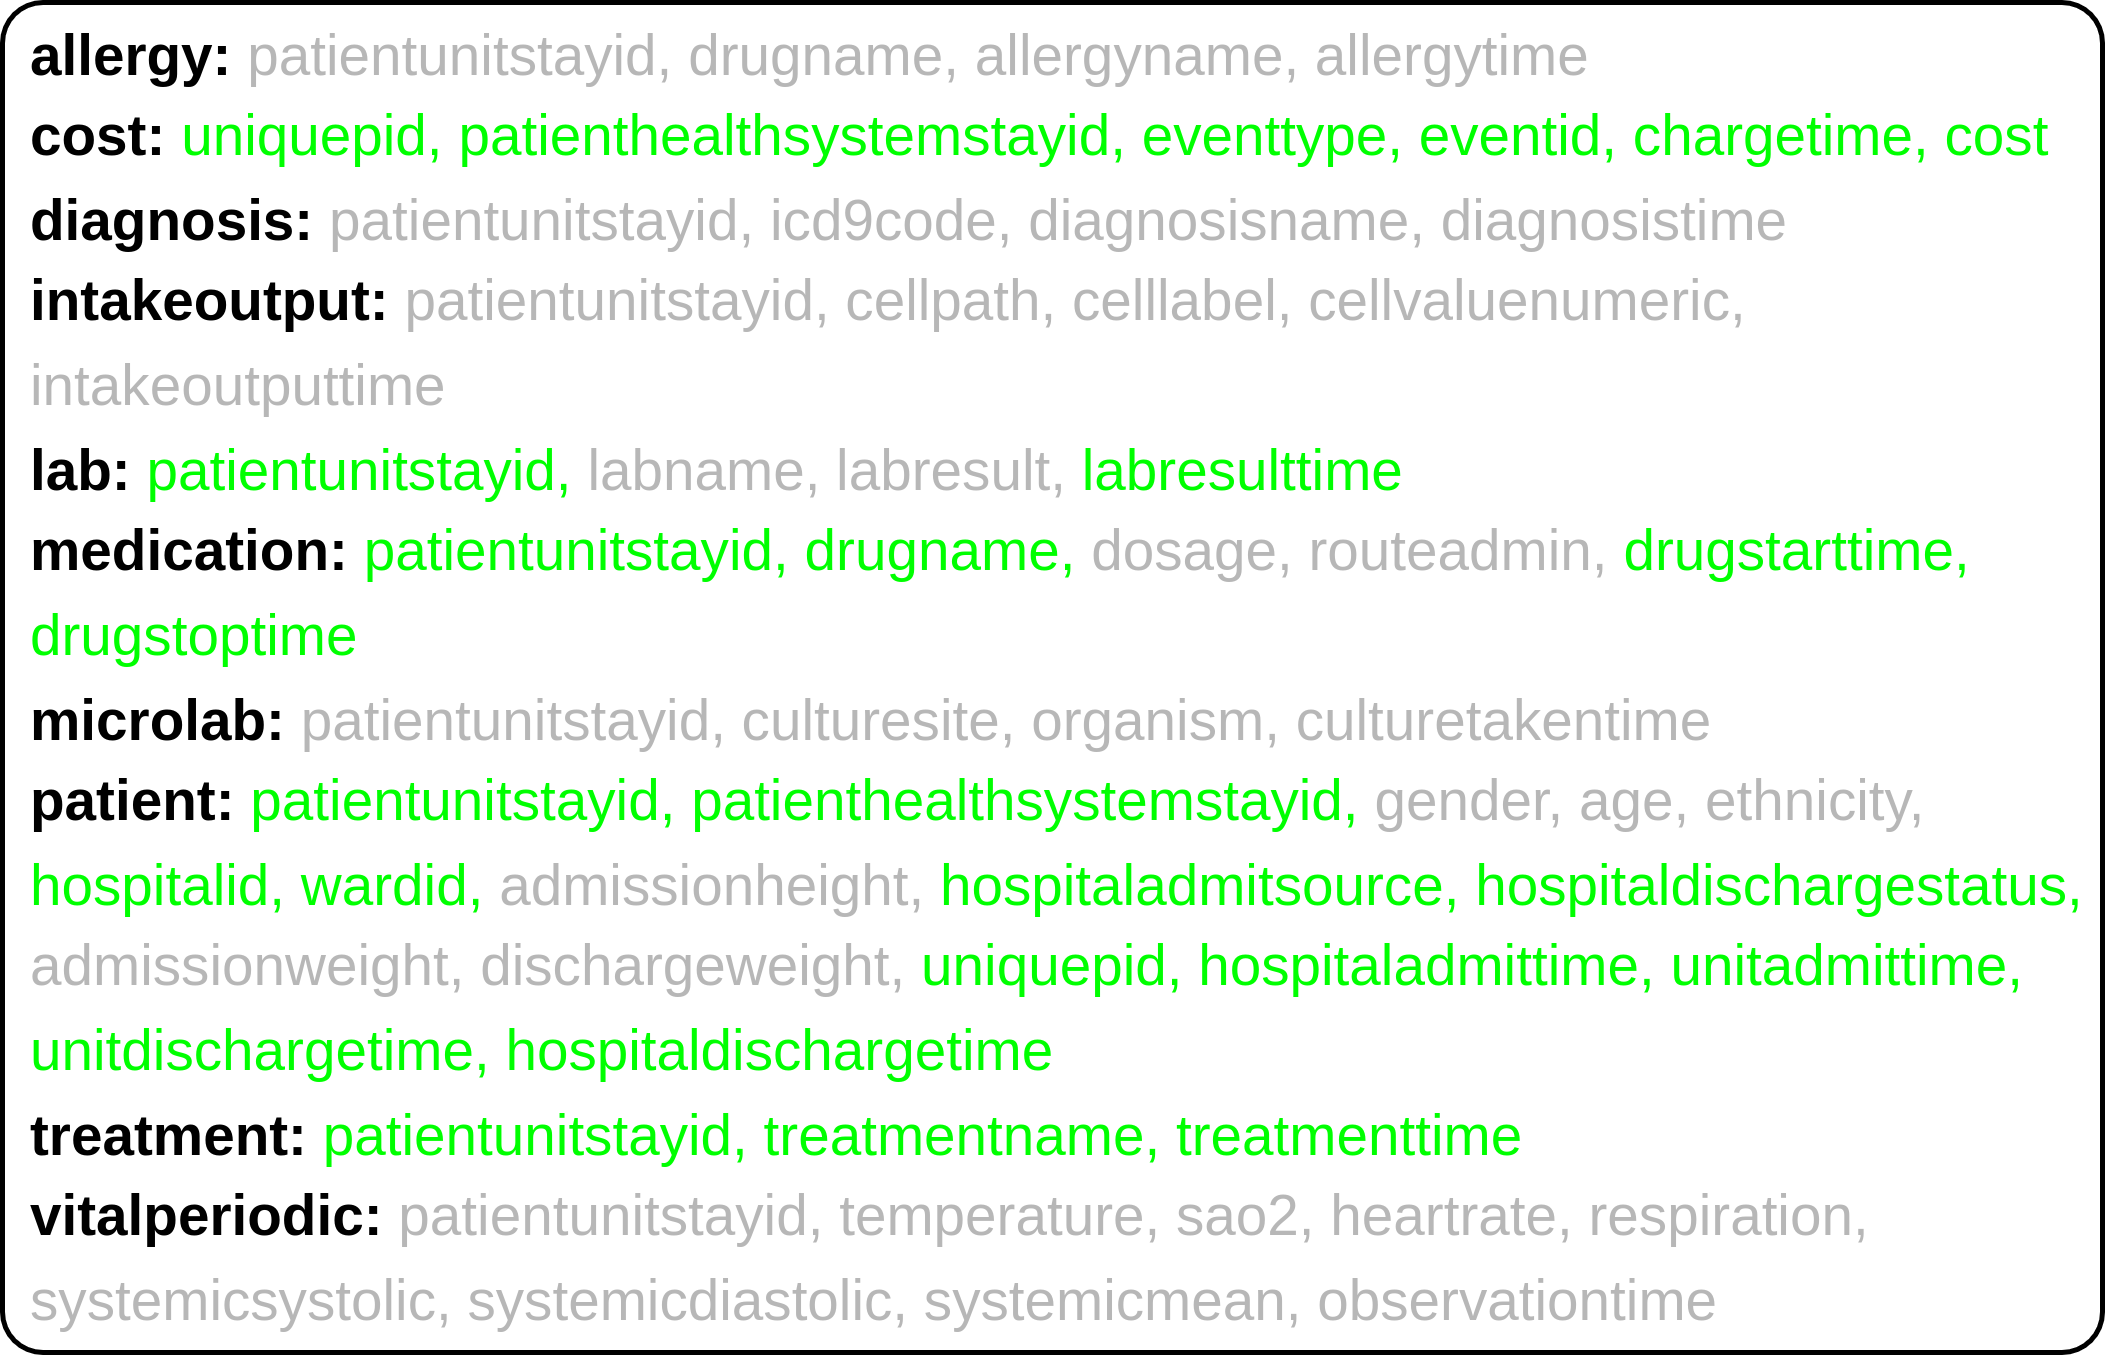 allergy: patientunitstayid, drugname, allergyname, allergytime
cost: uniquepid, patienthealthsystemstayid, eventtype, eventid, chargetime, cost
diagnosis: patientunitstayid, icd9code, diagnosisname, diagnosistime
intakeoutput: patientunitstayid, cellpath, celllabel, cellvaluenumeric,
intakeoutputtime
lab: patientunitstayid, labname, labresult, labresulttime
medication: patientunitstayid, drugname, dosage, routeadmin, drugstarttime,
drugstoptime
microlab: patientunitstayid, culturesite, organism, culturetakentime
patient: patientunitstayid, patienthealthsystemstayid, gender, age, ethnicity,
hospitalid, wardid, admissionheight, hospitaladmitsource, hospitaldischargestatus,
admissionweight, dischargeweight, uniquepid, hospitaladmittime, unitadmittime,
unitdischargetime, hospitaldischargetime
treatment: patientunitstayid, treatmentname, treatmenttime
vitalperiodic: patientunitstayid, temperature, sao2, heartrate, respiration,
systemicsystolic, systemicdiastolic, systemicmean, observationtime